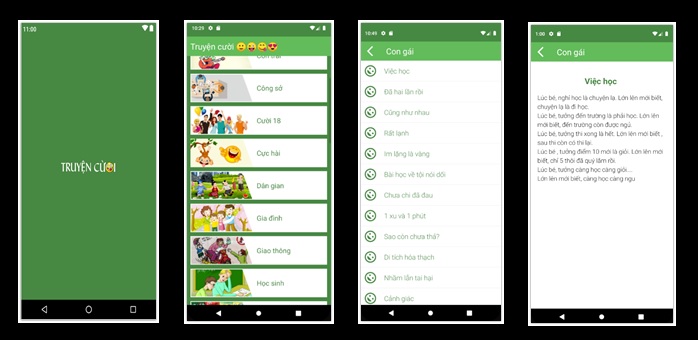 11:00
TRUYỆN CƯỜI
10:29
Truyện cười
Con trai
Công sở
Cười 18
Cực hài
Dân gian
Gia đình
Giao thông
Học sinh
10:49
Con gái
Việc học
Đã hai lần rồi
Cũng như nhau
Rất lạnh
Im lặng là vàng
Bài học về tội nói dối
Chưa chi đã đau
1 xu và 1 phút
Sao còn chưa thả?
Di tích hóa thạch
Nhầm lẫn tai hại
Cảnh giác
1:00
Con gái
Việc học
Lúc bé, nghỉ học là chuyện lạ. Lớn lên mới biết,
chuyện lạ là đi học.
Lúc bé, tưởng đến trường là phải học. Lớn lên
mới biết, đến trường còn được ngủ.
Lúc bé, tưởng thi xong là hết. Lớn lên mới biết ,
sau thi còn có thi lại.
Lúc bé , tưởng điểm 10 mới là giỏi. Lớn lên mới
biết, chỉ 5 thôi đã quý lắm rồi.
Lúc bé, tưởng càng học càng giỏi...
Lớn lên mới biết, càng học càng ngu